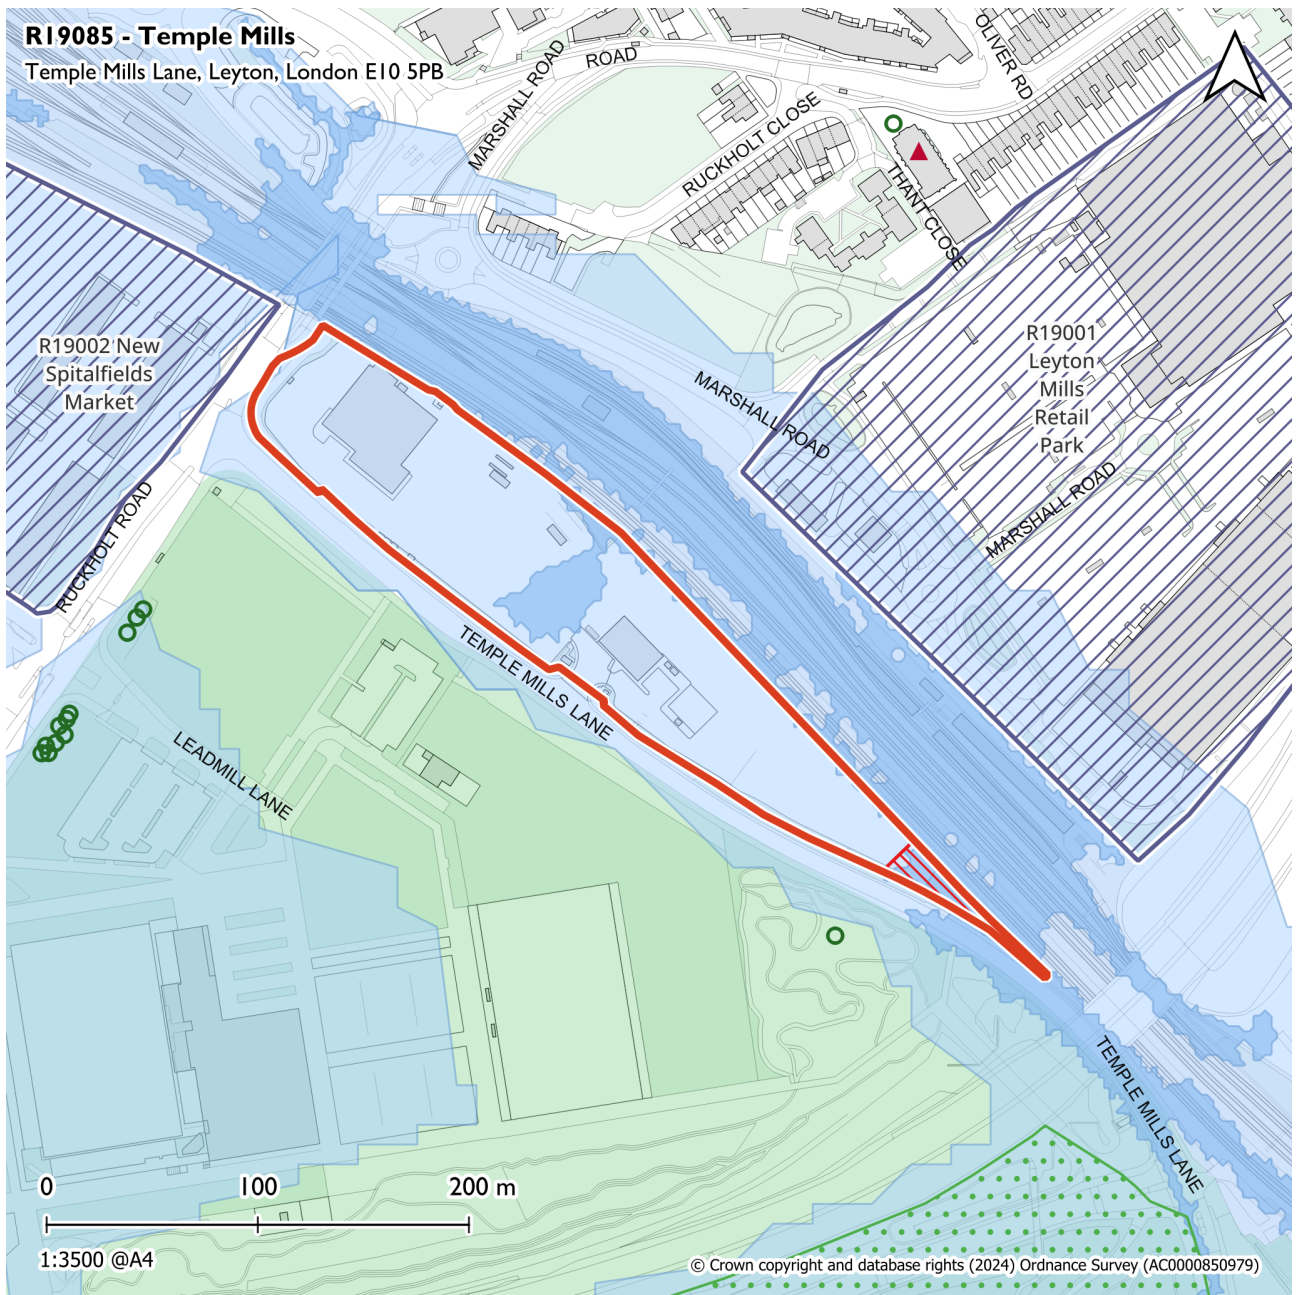 R19085 - Temple Mills
Temple Mills Lane, Leyton, London E10 5PB
MARSHALL ROAD
ROAD
OLIVER RD
RUCKHOLT CLOSE
THANT CLOSE
R19002 New
Spitalfields
Market
R19001
Leyton
Mills
Retail
Park
MARSHALL ROAD
MARSHALL ROAD
RUCKHOLT ROAD
TEMPLE MILLS LANE
LEADMILL LANE
TEMPLE MILLS LANE
0 100 200 m
1:3500 @A4
© Crown copyright and database rights (2024) Ordnance Survey (AC0000850979)